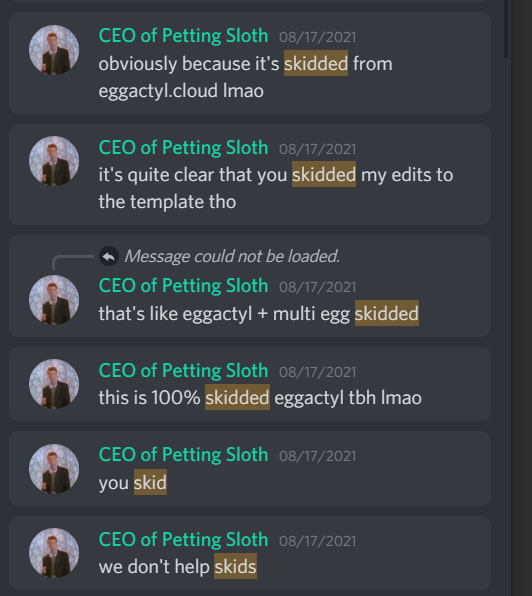 CEO of Petting Sloth 08/17/2021
obviously because it's skidded from
eggactyl.cloud lmao
CEO of Petting Sloth 08/17/2021
it's quite clear that you skidded my edits to
the template tho
Message could not be loaded.
CEO of Petting Sloth 08/17/2021
that's like eggactyl + multi egg skidded
CEO of Petting Sloth 08/17/2021
this is 100% skidded eggactyl tbh lmao
CEO of Petting Sloth 08/17/2021
you skid
CEO of Petting Sloth 08/17/2021
we don't help skids